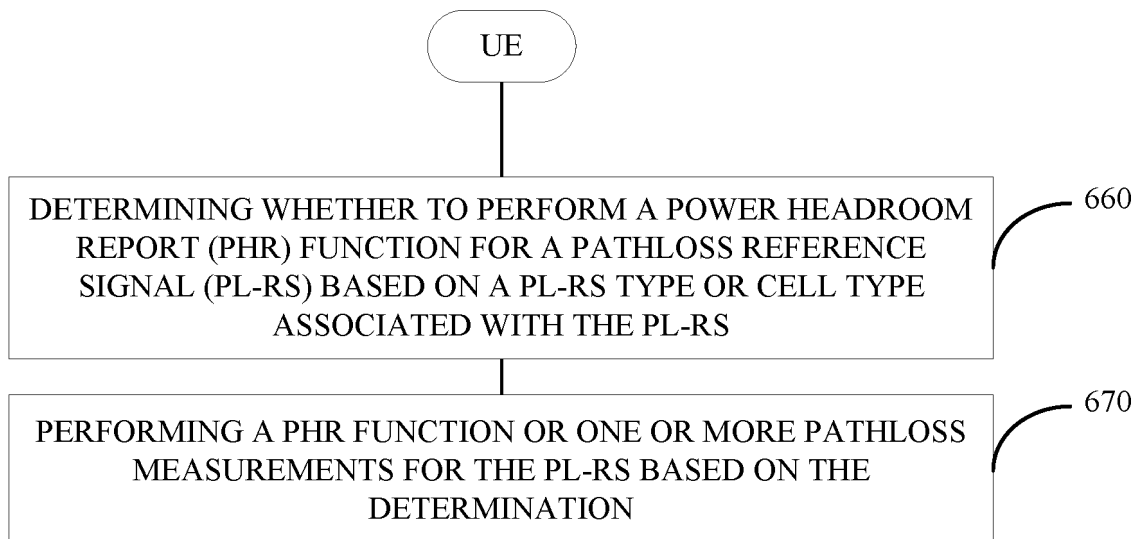 UE
DETERMINING WHETHER TO PERFORM A POWER HEADROOM
REPORT (PHR) FUNCTION FOR A PATHLOSS REFERENCE
SIGNAL (PL-RS) BASED ON A PL-RS TYPE OR CELL TYPE
ASSOCIATED WITH THE PL-RS
660
PERFORMING A PHR FUNCTION OR ONE OR MORE PATHLOSS
MEASUREMENTS FOR THE PL-RS BASED ON THE
DETERMINATION
670